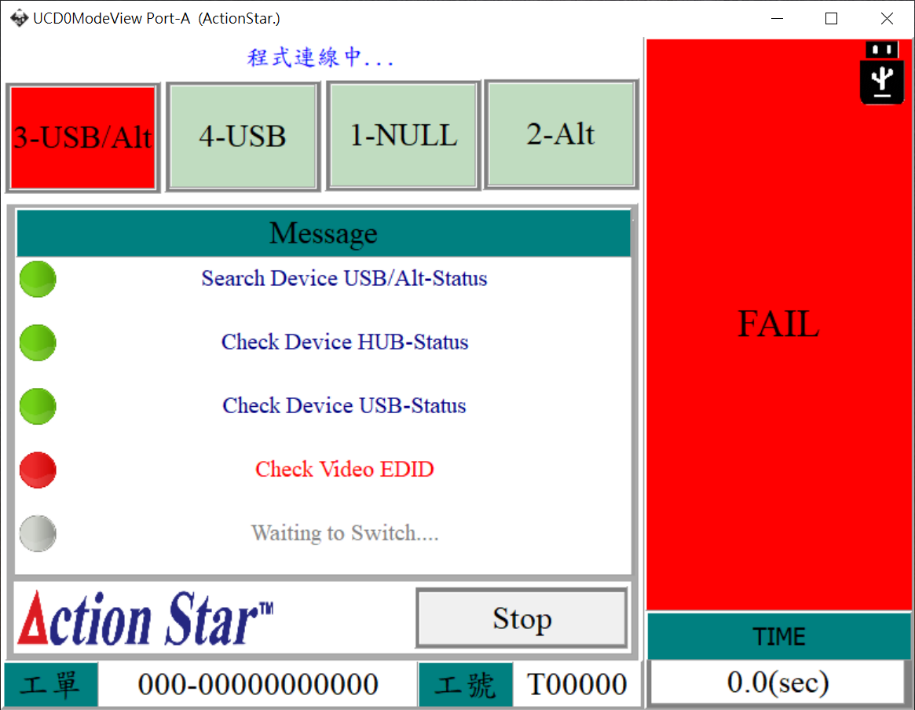 UCD0ModeView Port-A (ActionStar.)
程式連線中...
3-USB/Alt
4-USB
1-NULL
2-Alt
Message
Search Device USB/Alt-Status
Check Device HUB-Status
Check Device USB-Status
Check Video EDID
Waiting to Switch....
Action Star™
Stop
工單
000-00000000000
工號
T00000
FAIL
TIME
0.0(sec)